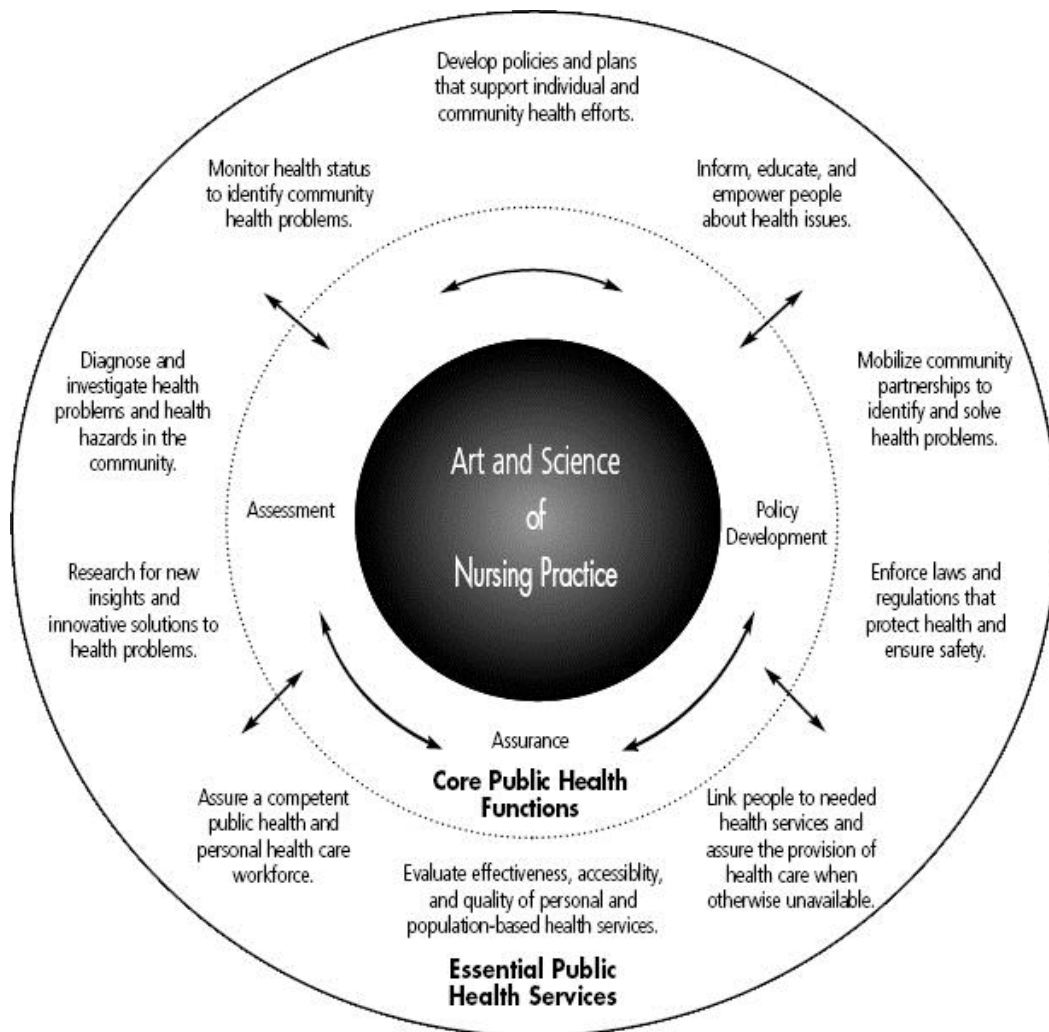 Develop policies and plans
that support individual and
community health efforts.
Monitor health status
to identify community
health problems.
Inform, educate, and
empower people
about health issues.
Diagnose and
investigate health
problems and health
hazards in the
community.
Mobilize community
partnerships to
identify and solve
health problems.
Art and Science
of
Nursing Practice
Assessment
Policy
Development
Research for new
insights and
innovative solutions to
health problems.
Enforce laws and
regulations that
protect health and
ensure safety.
Assurance
Core Public Health
Functions
Assure a competent
public health and
personal health care
workforce.
Link people to needed
health services and
assure the provision of
health care when
otherwise unavailable.
Evaluate effectiveness, accessiblity,
and quality of personal and
population-based health services.
Essential Public
Health Services